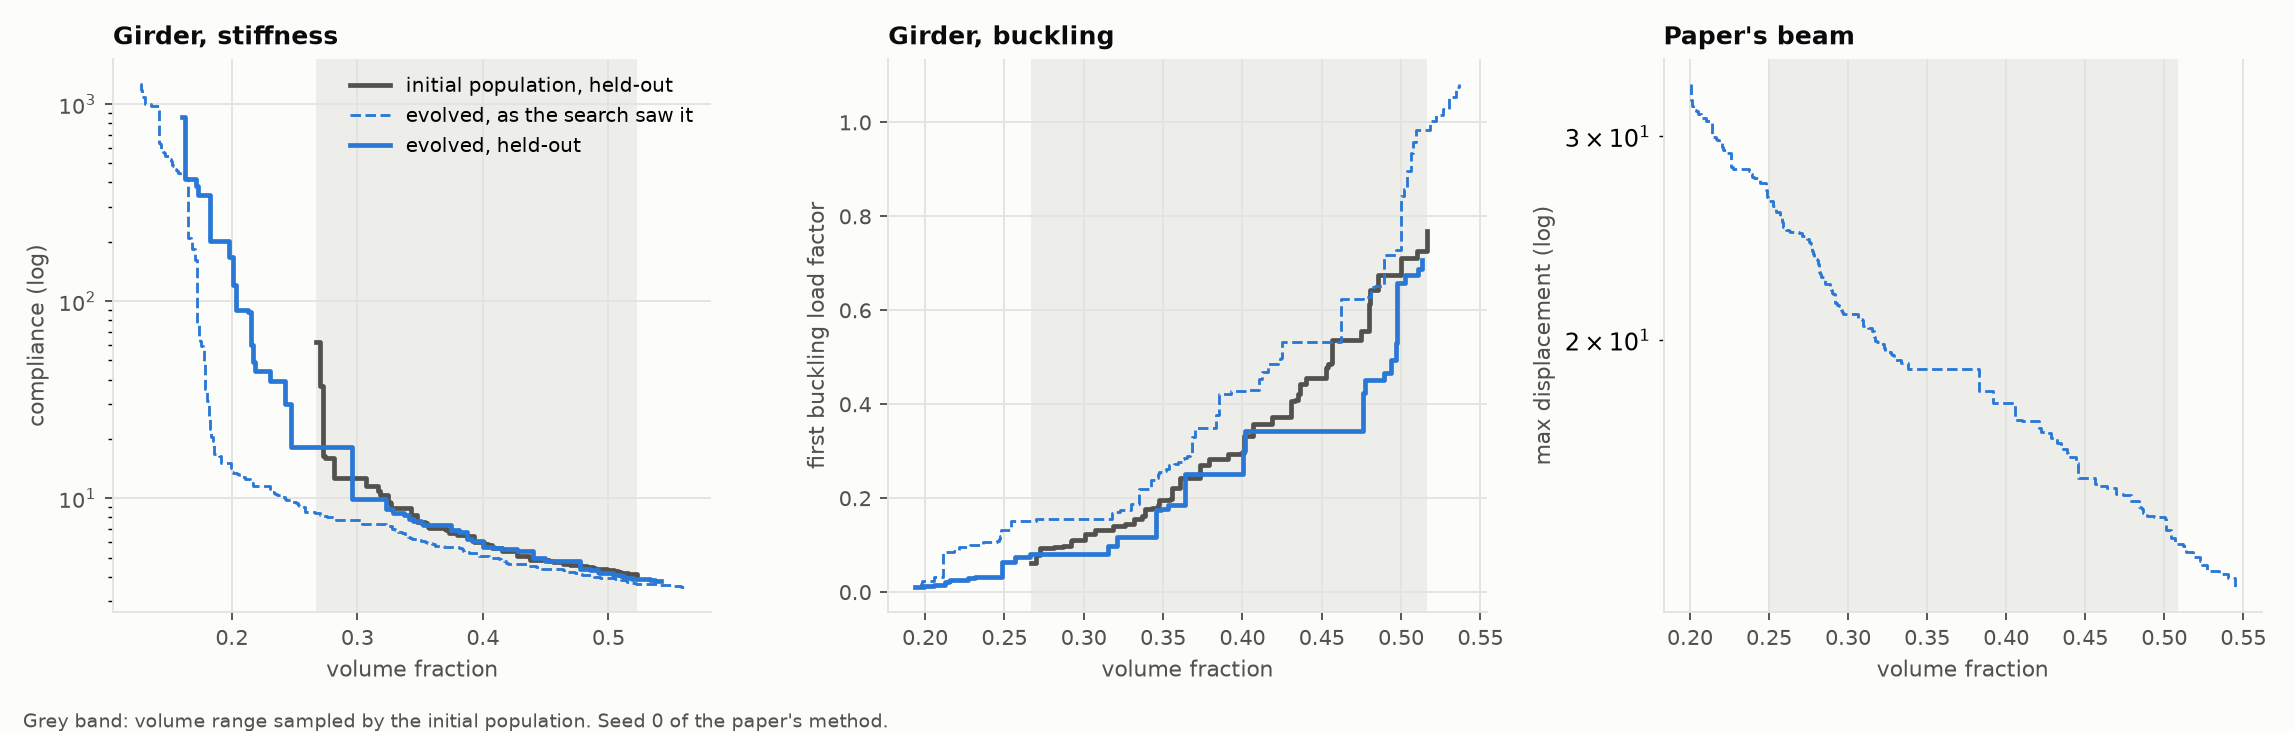 Girder, stiffness
Girder, buckling
Paper's beam
initial population, held-out
evolved, as the search saw it
evolved, held-out
compliance (log)
10³
10²
10¹
0.2 0.3 0.4 0.5
volume fraction
first buckling load factor
1.0
0.8
0.6
0.4
0.2
0.0
0.20 0.25 0.30 0.35 0.40 0.45 0.50 0.55
volume fraction
max displacement (log)
3 × 10¹
2 × 10¹
0.20 0.25 0.30 0.35 0.40 0.45 0.50 0.55
volume fraction
Grey band: volume range sampled by the initial population. Seed 0 of the paper's method.